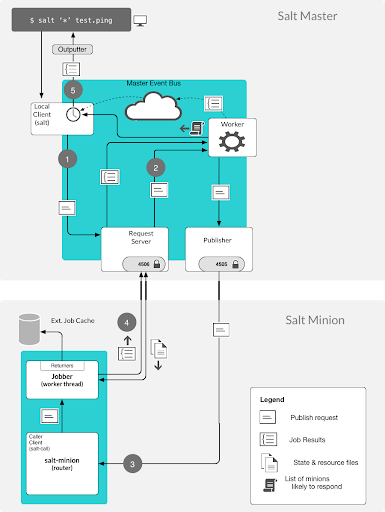 Salt Master
$ salt '*' test.ping
Outputter
Master Event Bus
5
Local
Client
(salt)
Worker
1
2
Request
Server
4506
Publisher
4505
Salt Minion
Ext. Job Cache
4
Returners
Jobber
(worker thread)
Cater
Client
(salt-call)
salt-minion
(router)
3
Legend
Publish request
Job Results
State & resource files
List of minions
likely to respond